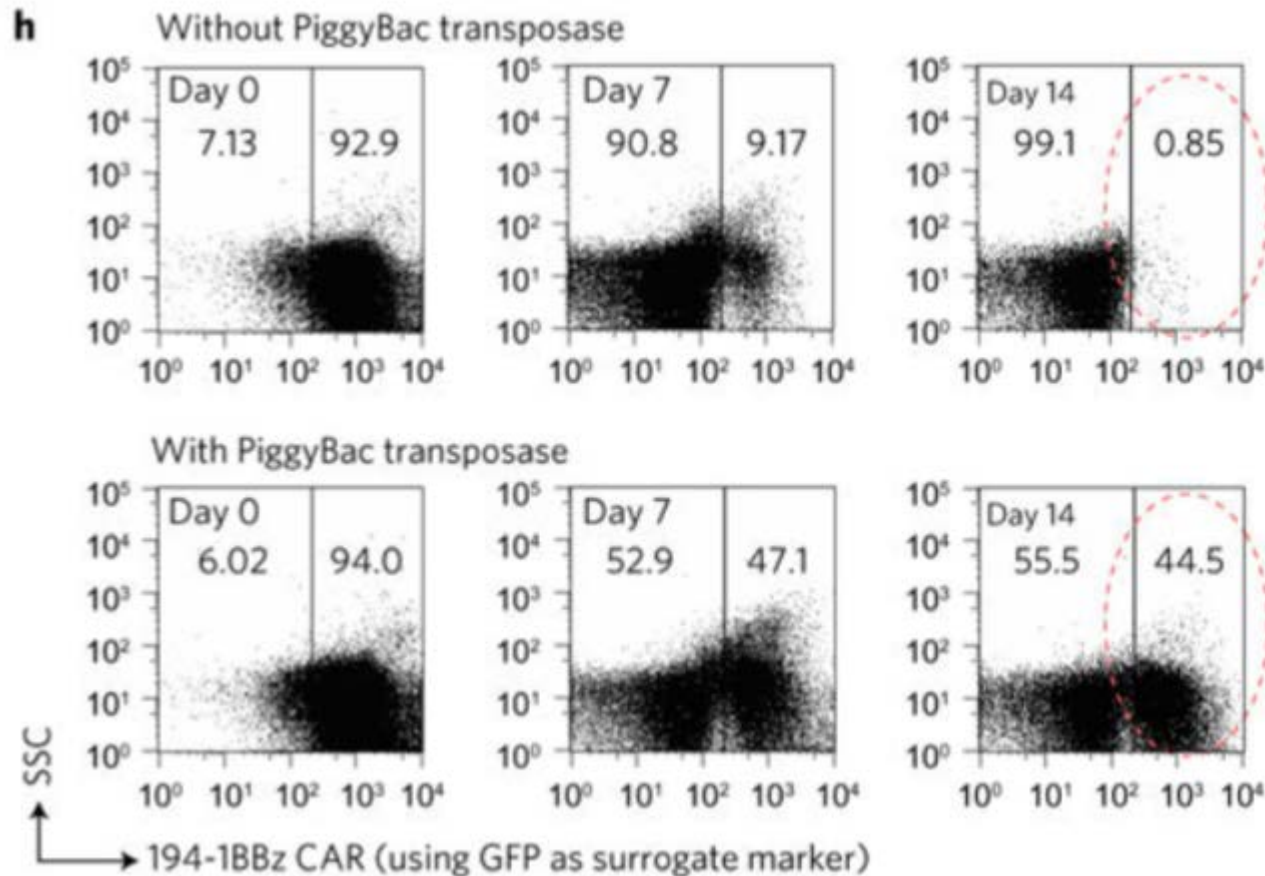 h Without PiggyBac transposase
10⁵ 10⁴ 10³ 10² 10¹ 10⁰
Day 0
7.13 92.9
10⁰ 10¹ 10² 10³ 10⁴
10⁵ 10⁴ 10³ 10² 10¹ 10⁰
Day 7
90.8 9.17
10⁰ 10¹ 10² 10³ 10⁴
10⁵ 10⁴ 10³ 10² 10¹ 10⁰
Day 14
99.1 0.85
10⁰ 10¹ 10² 10³ 10⁴
With PiggyBac transposase
10⁵ 10⁴ 10³ 10² 10¹ 10⁰
Day 0
6.02 94.0
10⁰ 10¹ 10² 10³ 10⁴
10⁵ 10⁴ 10³ 10² 10¹ 10⁰
Day 7
52.9 47.1
10⁰ 10¹ 10² 10³ 10⁴
10⁵ 10⁴ 10³ 10² 10¹ 10⁰
Day 14
55.5 44.5
10⁰ 10¹ 10² 10³ 10⁴
SSC
194-1BBz CAR (using GFP as surrogate marker)